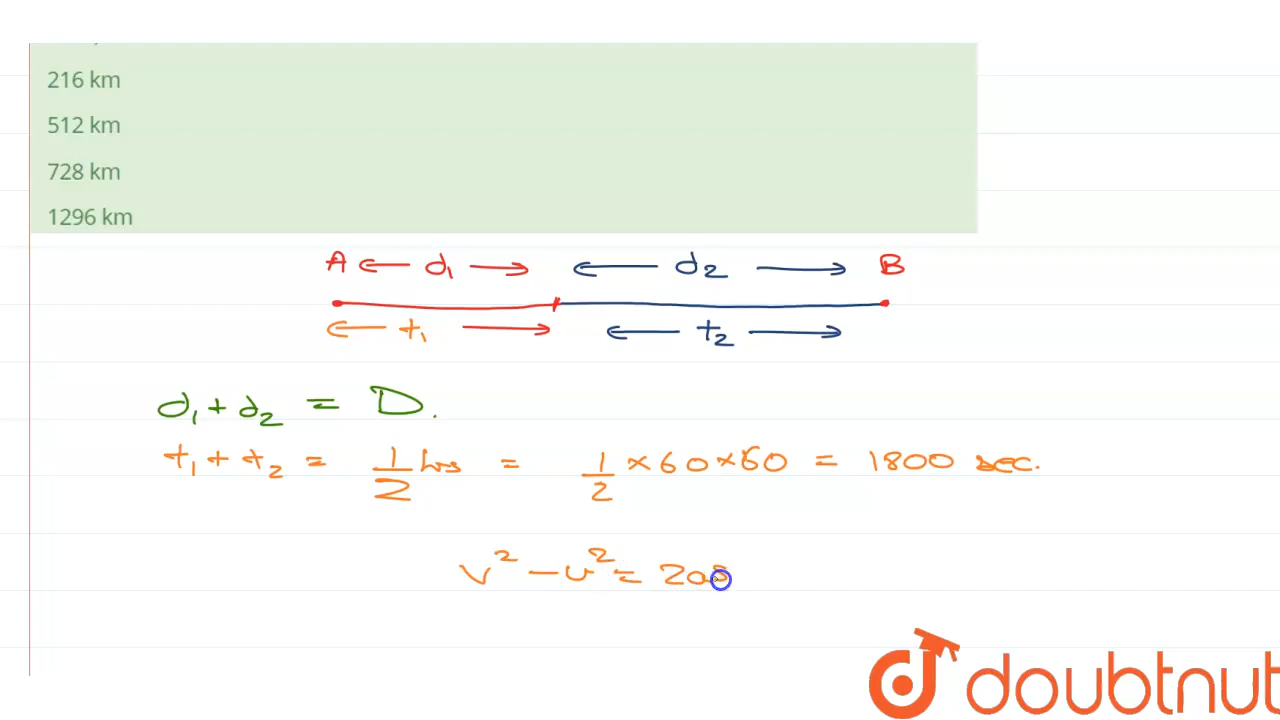 216 km
512 km
728 km
1296 km
A ← d₁ → ← d₂ → B
← t₁ → ← t₂ →
d₁ + d₂ = D.
t₁ + t₂ = 1/2 hrs = 1/2 × 60 × 60 = 1800 sec.
v² - u² = 2as
doubtnut